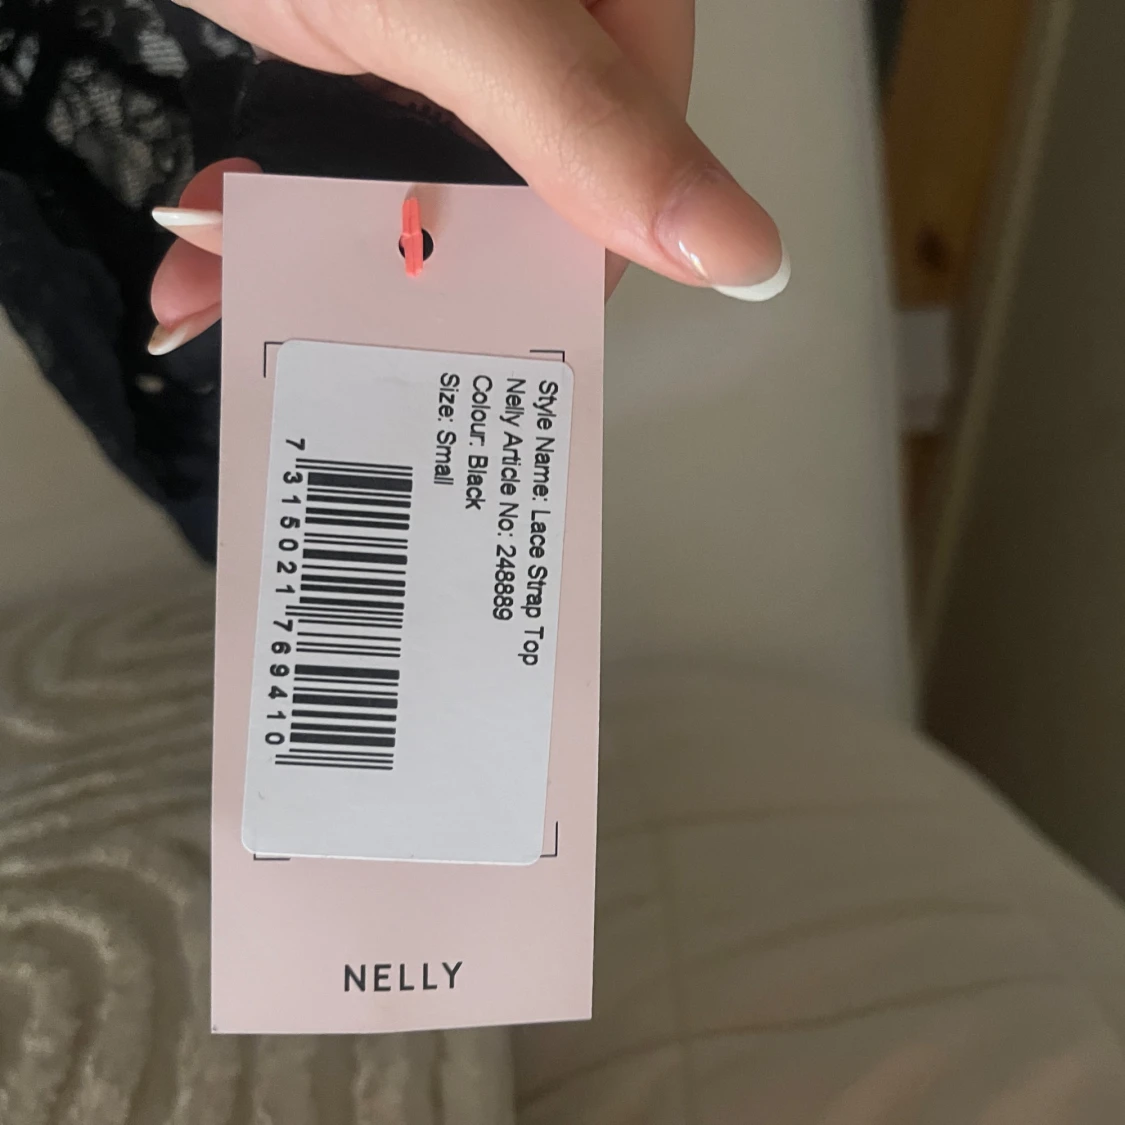 Style Name: Lace Strap Top
Nelly Article No: 248889
Colour: Black
Size: Small
7 315021 769410
NELLY